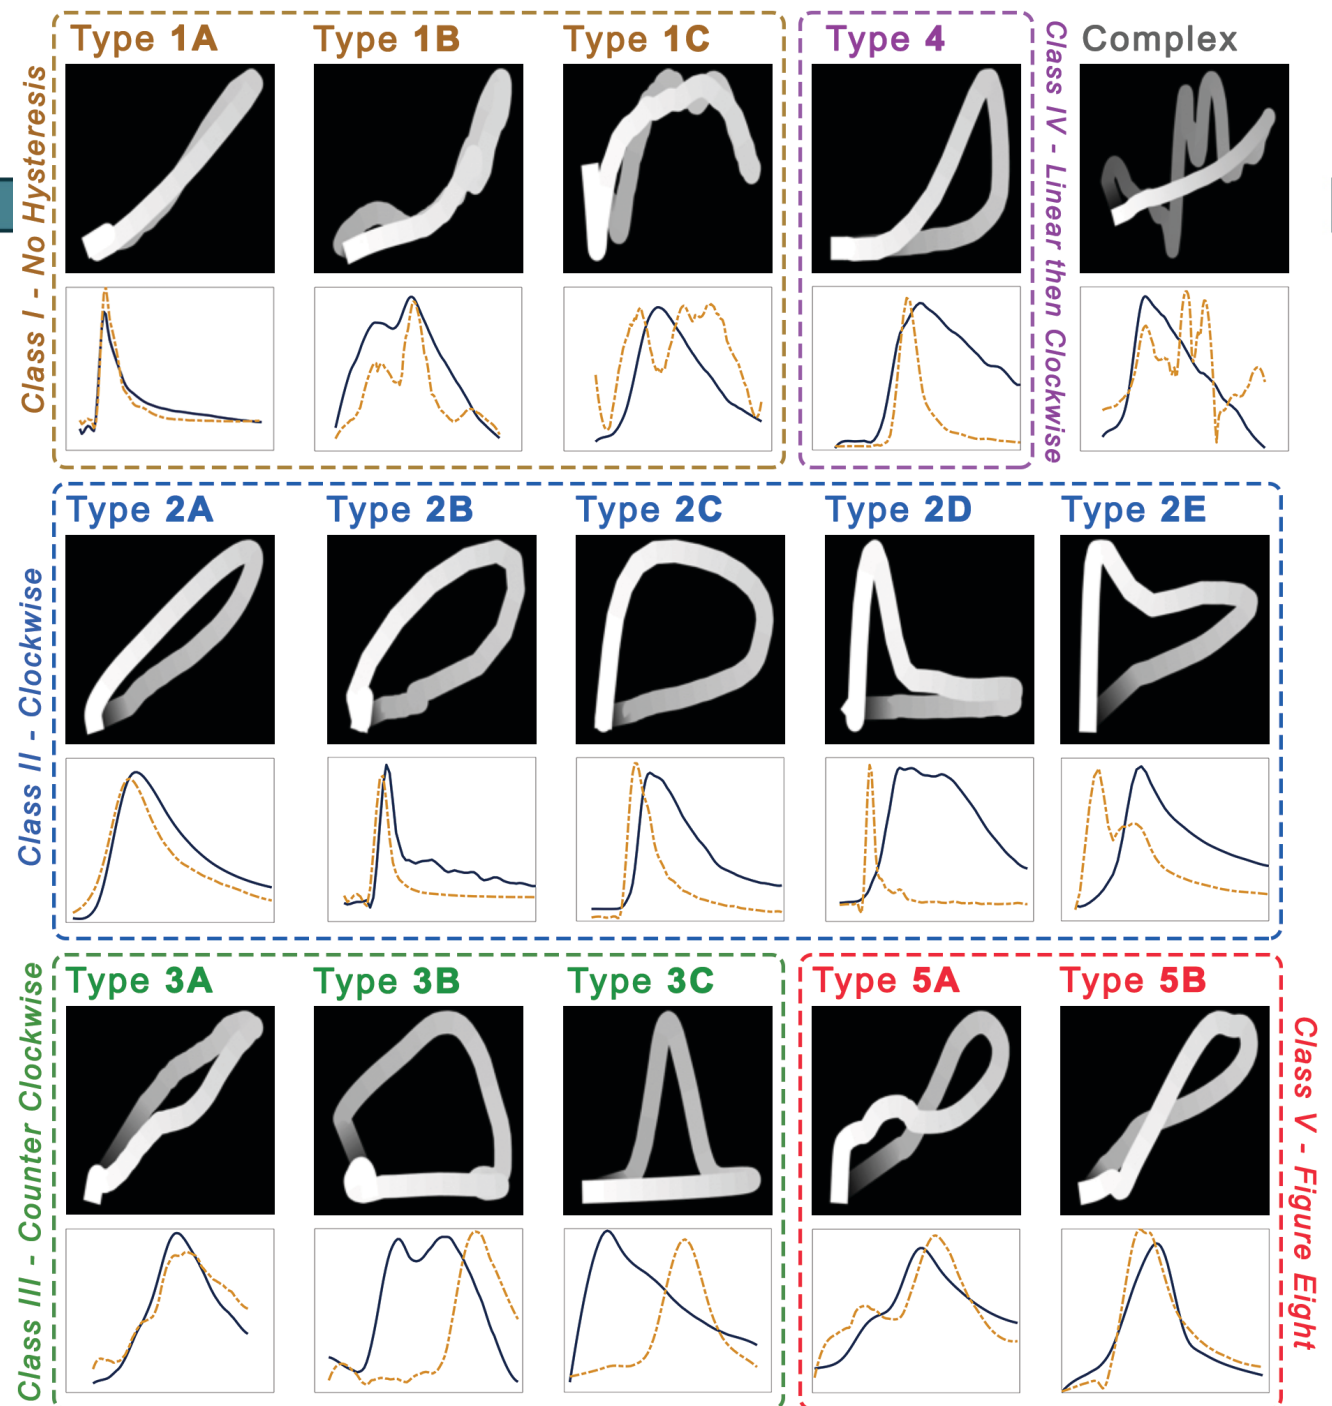 Type 1A
Type 1B
Type 1C
Type 4
Complex
Class I - No Hysteresis
Class IV - Linear then Clockwise
Type 2A
Type 2B
Type 2C
Type 2D
Type 2E
Class II - Clockwise
Type 3A
Type 3B
Type 3C
Type 5A
Type 5B
Class III - Counter Clockwise
Class V - Figure Eight